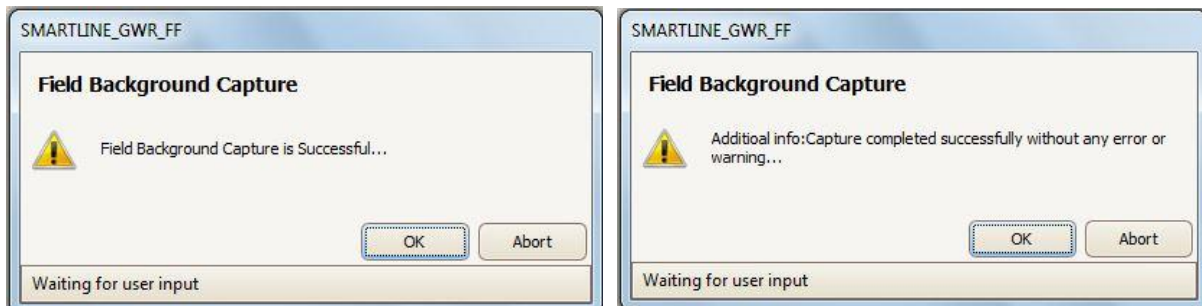 SMARTLINE_GWR_FF
Field Background Capture
Field Background Capture is Successful...
OK
Abort
Waiting for user input
SMARTLINE_GWR_FF
Field Background Capture
Additioal info:Capture completed successfully without any error or
warning...
OK
Abort
Waiting for user input